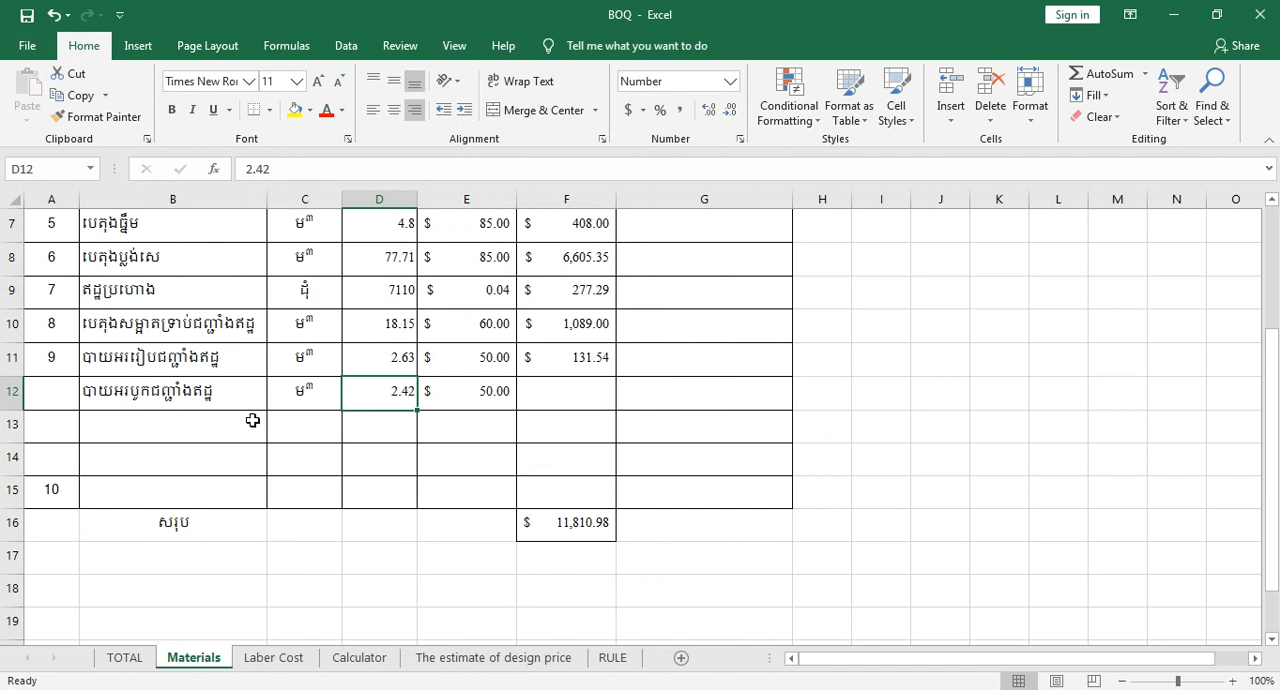 BOQ - Excel
Sign in
File Home Insert Page Layout Formulas Data Review View Help Tell me what you want to do Share
Paste Cut Copy Format Painter Clipboard
Times New Roi 11 B I U A Font
Wrap Text Merge & Center Alignment
Number $ % , Number
Conditional Formatting Format as Table Cell Styles Styles
Insert Delete Format Cells
AutoSum Fill Clear Sort & Filter Find & Select Editing
D12 fx 2.42
A B C D E F G H I J K L M N O
7 5 បេតុងធ្នឹម ម៣ 4.8 $ 85.00 $ 408.00
8 6 បេតុងប្លង់សេ ម៣ 77.71 $ 85.00 $ 6,605.35
9 7 ឥដ្ឋប្រហោង ដុំ 7110 $ 0.04 $ 277.29
10 8 បេតុងសម្អាតទ្រាប់ជញ្ជាំងឥដ្ឋ ម៣ 18.15 $ 60.00 $ 1,089.00
11 9 បាយអររៀបជញ្ជាំងឥដ្ឋ ម៣ 2.63 $ 50.00 $ 131.54
12 បាយអរបូកជញ្ជាំងឥដ្ឋ ម៣ 2.42 $ 50.00
13
14
15 10
16 សរុប $ 11,810.98
17
18
19
TOTAL Materials Laber Cost Calculator The estimate of design price RULE
Ready 100%